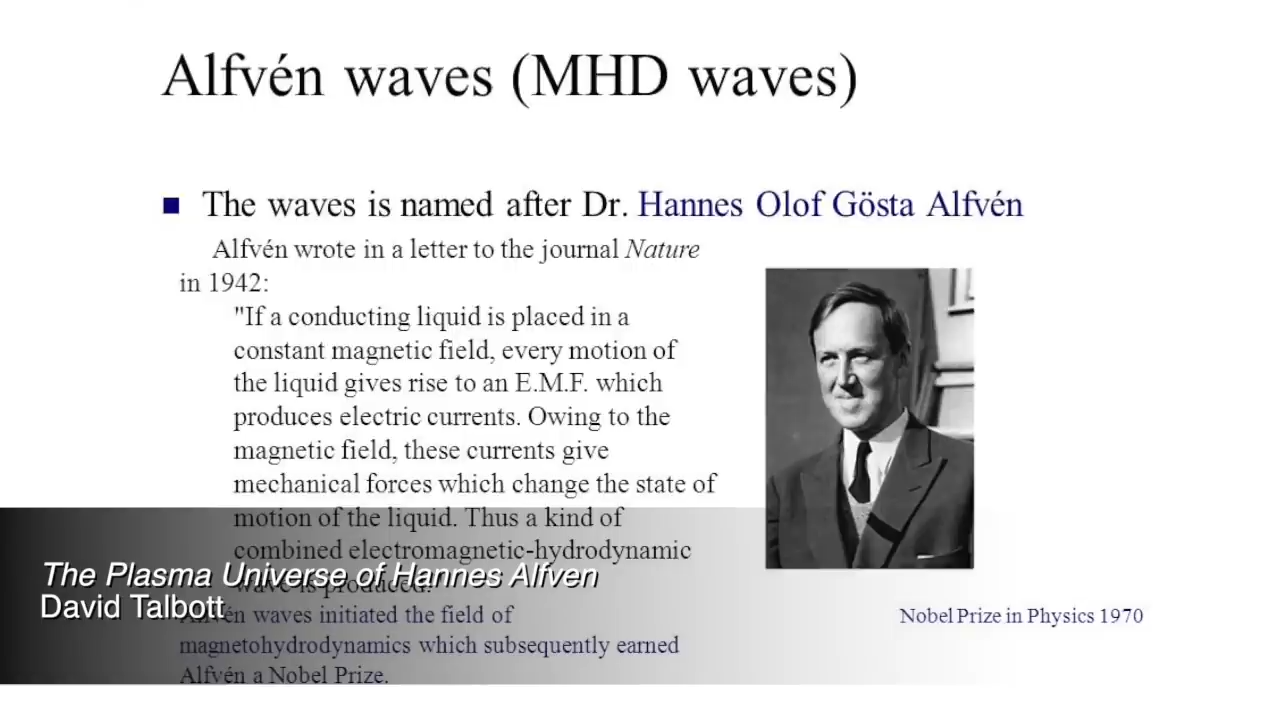 Alfvén waves (MHD waves)
The waves is named after Dr. Hannes Olof Gösta Alfvén
Alfvén wrote in a letter to the journal Nature
in 1942:
"If a conducting liquid is placed in a
constant magnetic field, every motion of
the liquid gives rise to an E.M.F. which
produces electric currents. Owing to the
magnetic field, these currents give
mechanical forces which change the state of
motion of the liquid. Thus a kind of
combined electromagnetic-hydrodynamic
wave is produced."
The Plasma Universe of Hannes Alfven
David Talbott
Alfvén waves initiated the field of
magnetohydrodynamics which subsequently earned
Alfvén a Nobel Prize.
Nobel Prize in Physics 1970